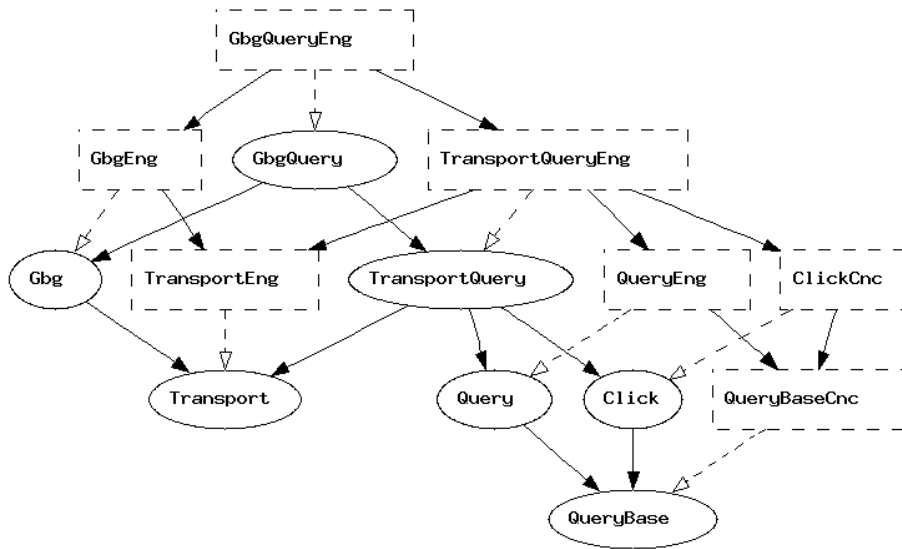 GbgQueryEng
GbgEng
GbgQuery
TransportQueryEng
Gbg
TransportEng
TransportQuery
QueryEng
ClickCnc
Transport
Query
Click
QueryBaseCnc
QueryBase